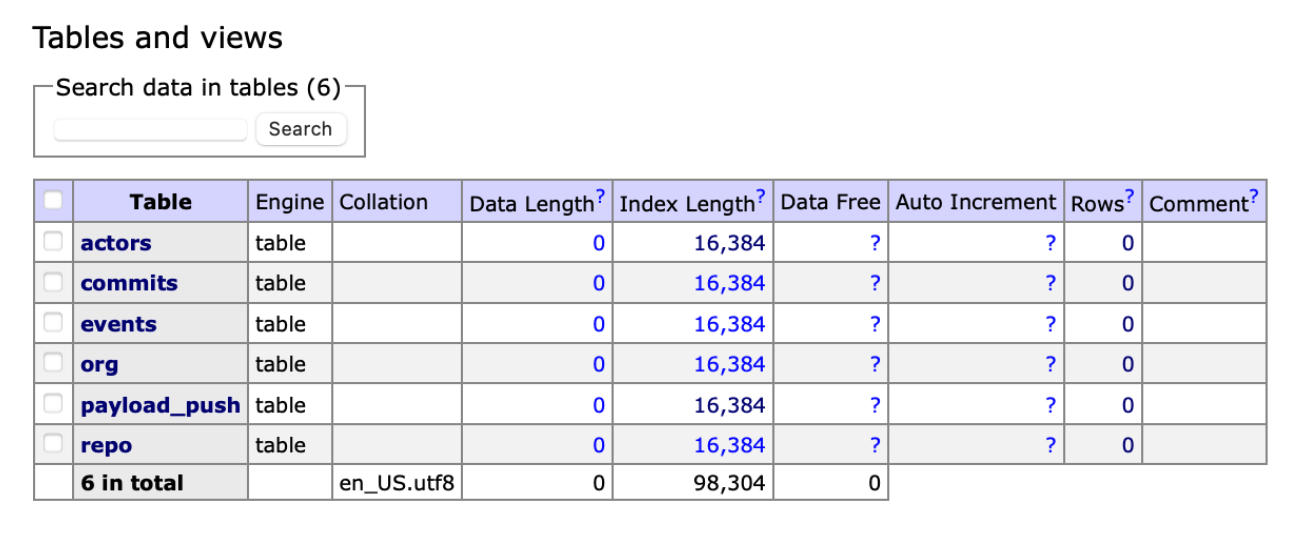 Tables and views
Search data in tables (6)
Search
Table Engine Collation Data Length? Index Length? Data Free Auto Increment Rows? Comment?
actors table 0 16,384 ? ? 0
commits table 0 16,384 ? ? 0
events table 0 16,384 ? ? 0
org table 0 16,384 ? ? 0
payload_push table 0 16,384 ? ? 0
repo table 0 16,384 ? ? 0
6 in total en_US.utf8 0 98,304 0